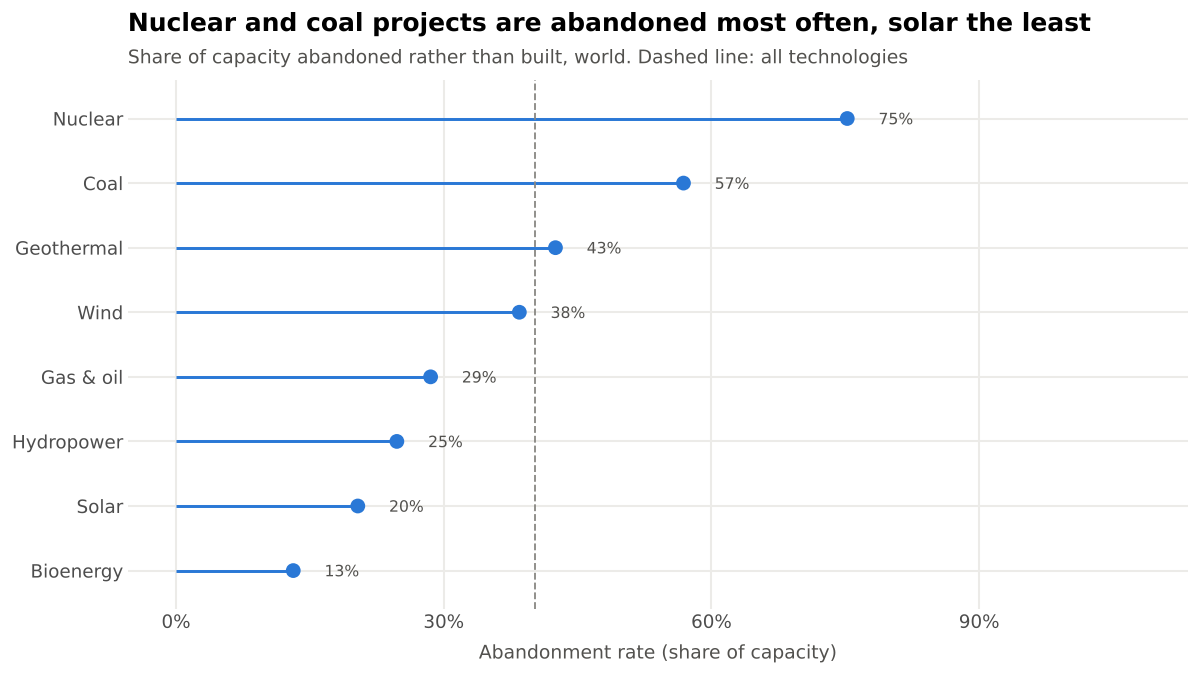 Nuclear and coal projects are abandoned most often, solar the least
Share of capacity abandoned rather than built, world. Dashed line: all technologies
Nuclear 75%
Coal 57%
Geothermal 43%
Wind 38%
Gas & oil 29%
Hydropower 25%
Solar 20%
Bioenergy 13%
0% 30% 60% 90%
Abandonment rate (share of capacity)